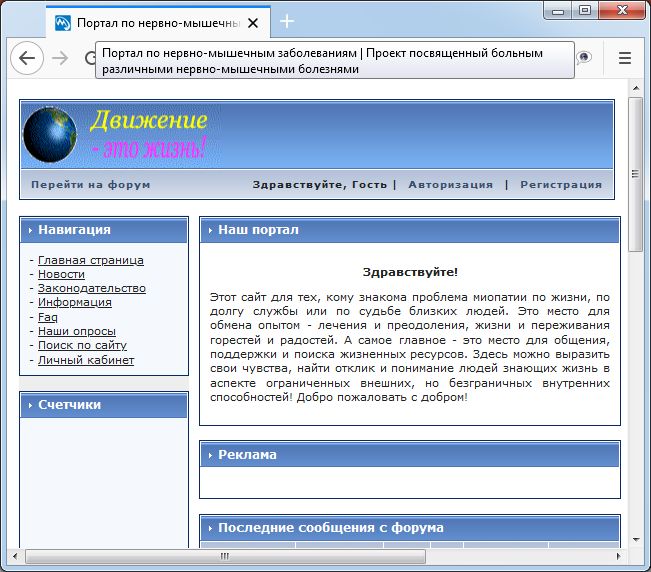 Портал по нервно-мышечны
Портал по нервно-мышечным заболеваниям | Проект посвященный больным
различными нервно-мышечными болезнями
Движение
- это жизнь!
Перейти на форум
Здравствуйте, Гость | Авторизация | Регистрация
Навигация
- Главная страница
- Новости
- Законодательство
- Информация
- Faq
- Наши опросы
- Поиск по сайту
- Личный кабинет
Счетчики
Наш портал
Здравствуйте!
Этот сайт для тех, кому знакома проблема миопатии по жизни, по
долгу службы или по судьбе близких людей. Это место для
обмена опытом - лечения и преодоления, жизни и переживания
горестей и радостей. А самое главное - это место для общения,
поддержки и поиска жизненных ресурсов. Здесь можно выразить
свои чувства, найти отклик и понимание людей знающих жизнь в
аспекте ограниченных внешних, но безграничных внутренних
способностей! Добро пожаловать с добром!
Реклама
Последние сообщения с форума